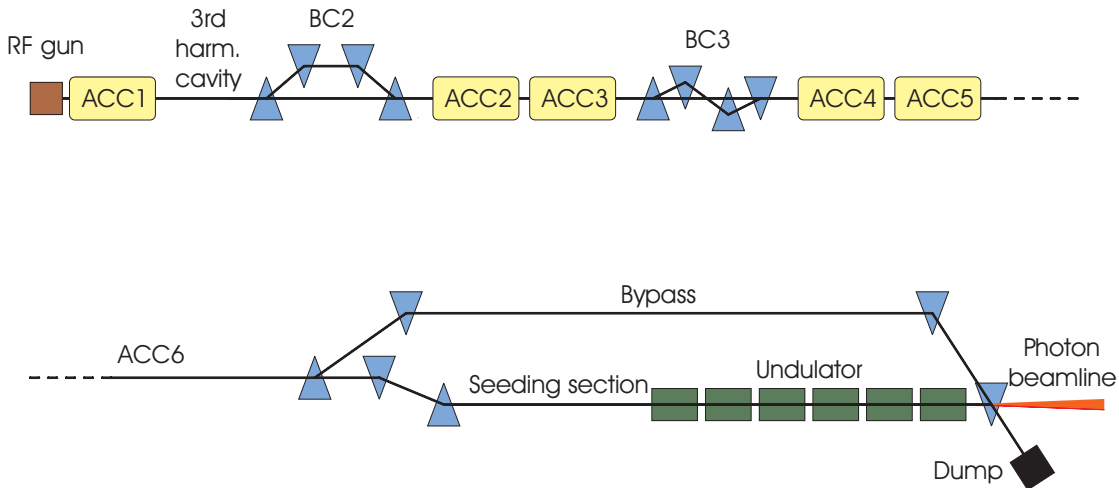 RF gun
ACC1
3rd
harm.
cavity
BC2
ACC2
ACC3
BC3
ACC4
ACC5
ACC6
Bypass
Seeding section
Undulator
Photon
beamline
Dump